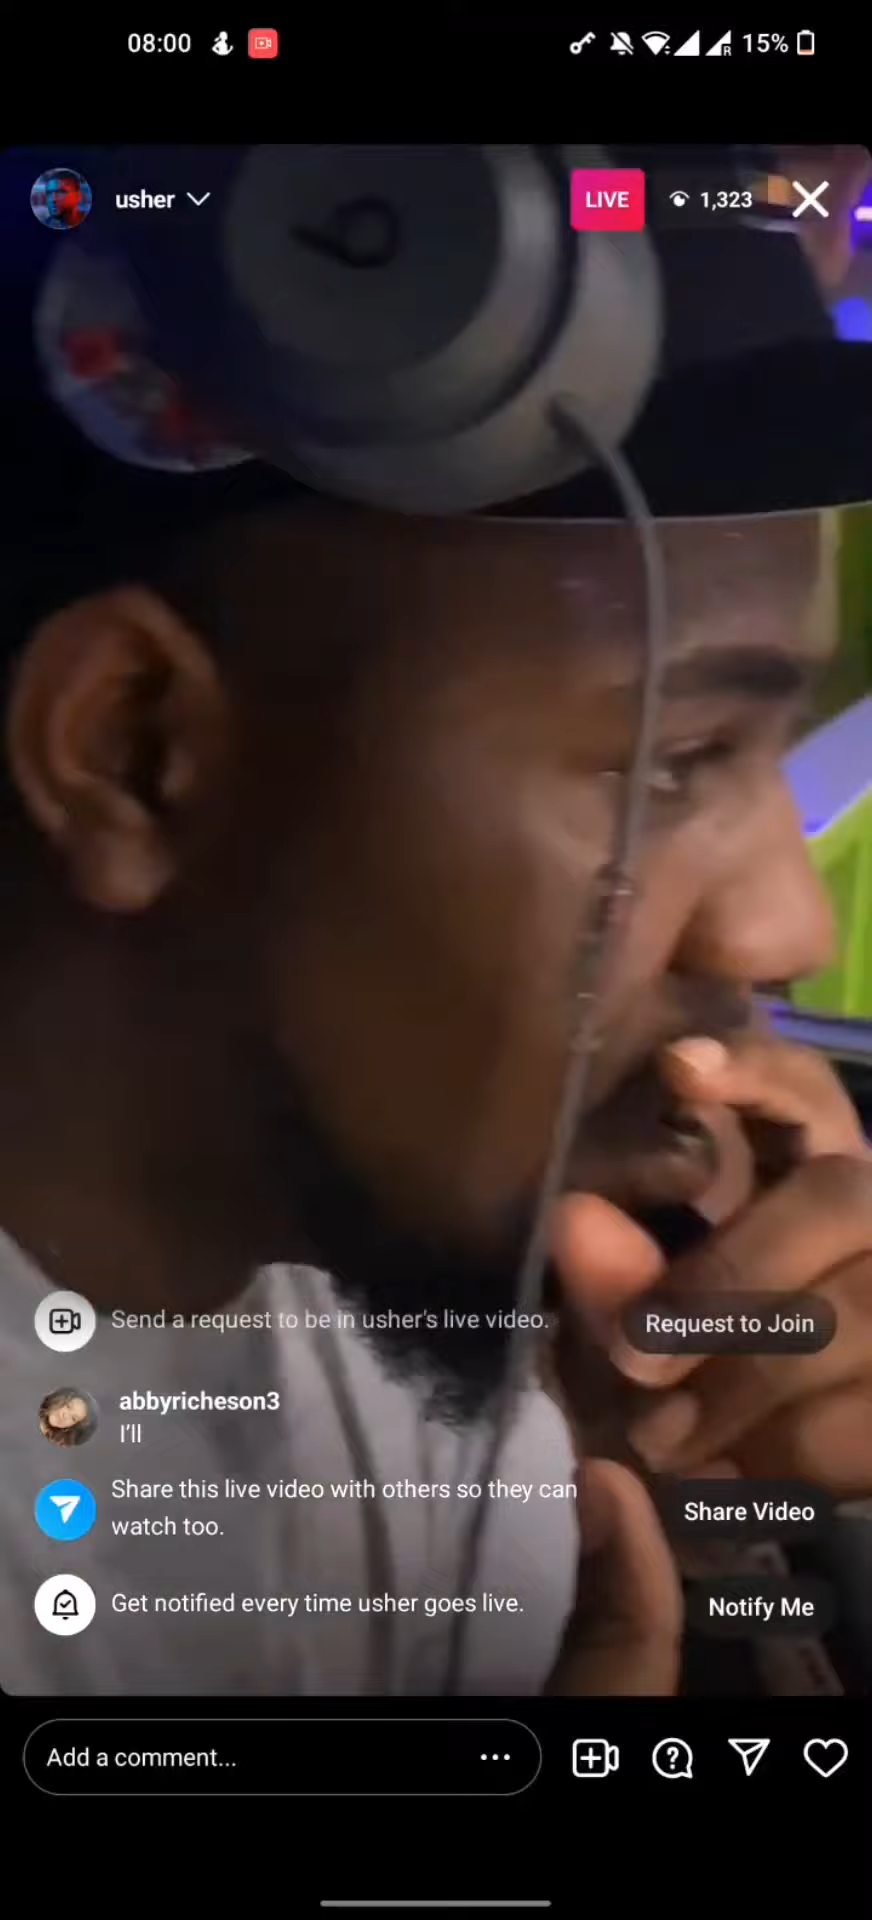 08:00
R 15%
usher
LIVE
1,323
Send a request to be in usher's live video.
Request to Join
abbyricheson3
I'll
Share this live video with others so they can
watch too.
Share Video
Get notified every time usher goes live.
Notify Me
Add a comment...